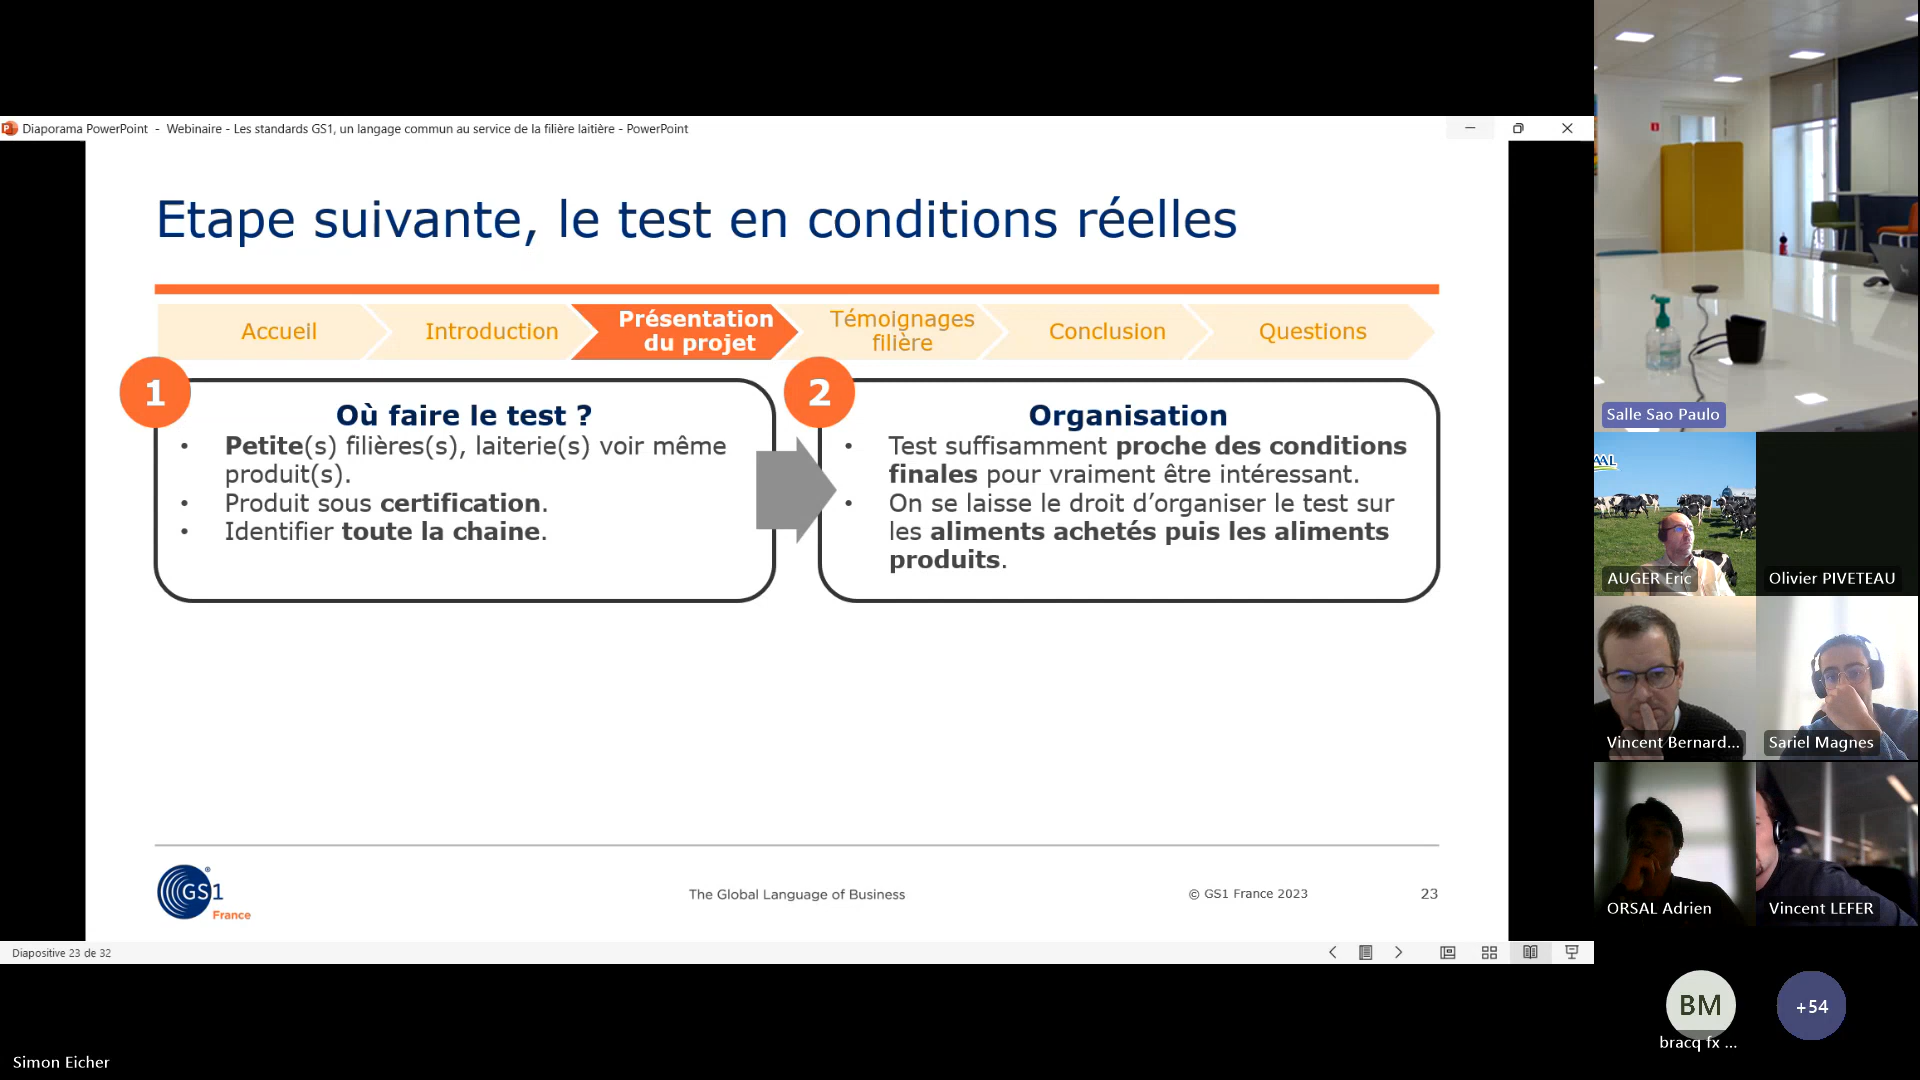 Diaporama PowerPoint - Webinaire - Les standards GS1, un langage commun au service de la filière laitière - PowerPoint
Etape suivante, le test en conditions réelles
Accueil
Introduction
Présentation
du projet
Témoignages
filière
Conclusion
Questions
1
Où faire le test ?
• Petite(s) filières(s), laiterie(s) voir même
produit(s).
• Produit sous certification.
• Identifier toute la chaine.
2
Organisation
• Test suffisamment proche des conditions
finales pour vraiment être intéressant.
• On se laisse le droit d’organiser le test sur
les aliments achetés puis les aliments
produits.
GS1
France
The Global Language of Business
© GS1 France 2023
23
Diapositive 23 de 32
Simon Eicher
Salle Sao Paulo
AUGER Eric
Olivier PIVETEAU
Vincent Bernard...
Sariel Magnes
ORSAL Adrien
Vincent LEFER
BM
bracq fx ...
+54